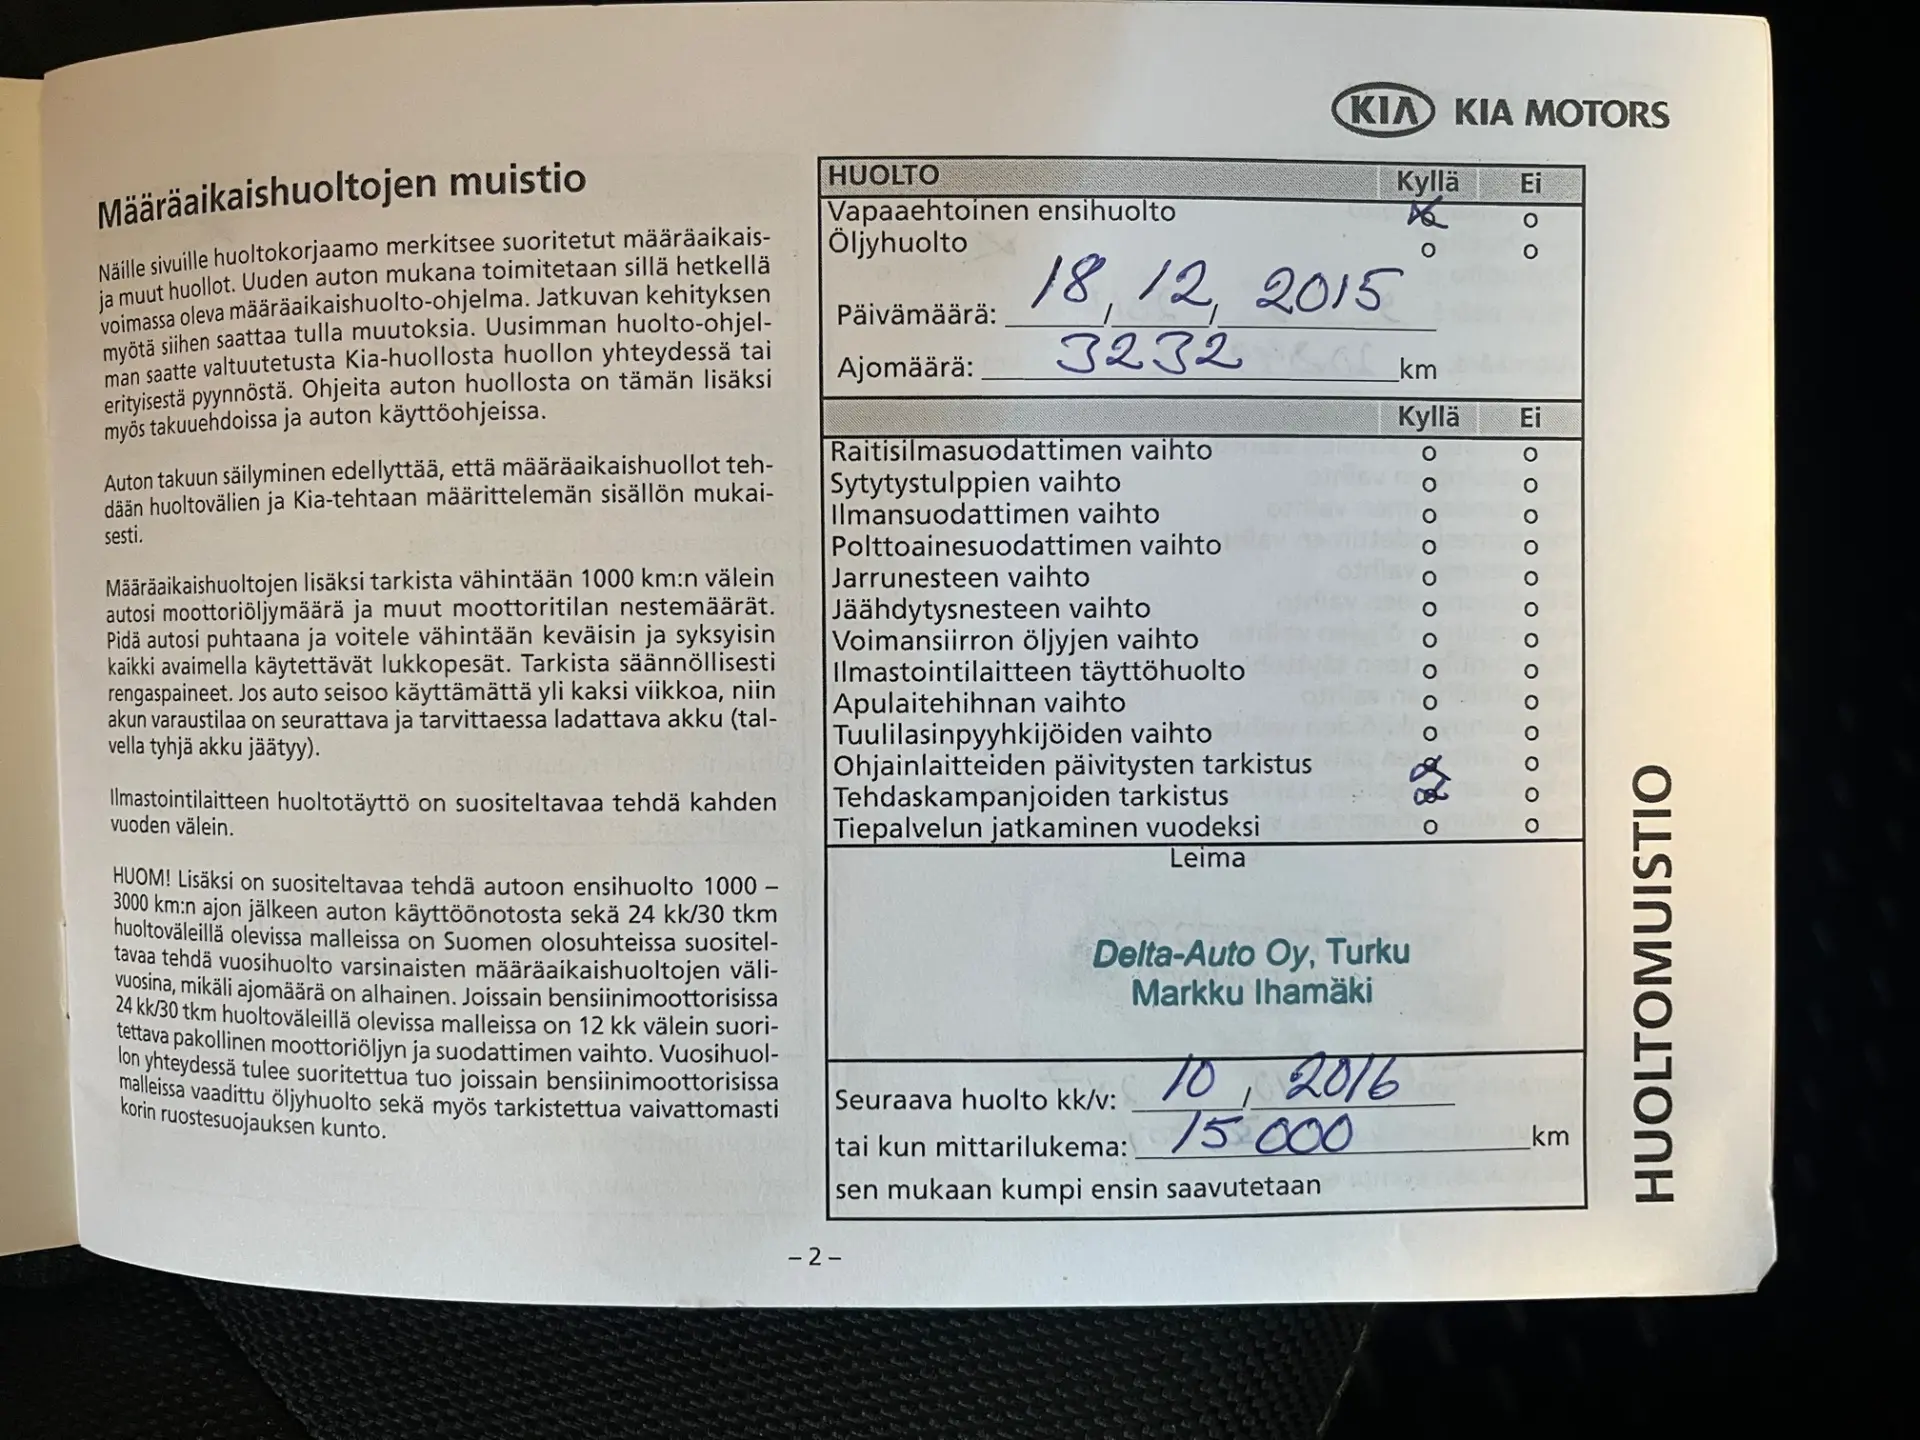 KIA KIA MOTORS
Määräaikaishuoltojen muistio
Näille sivuille huoltokorjaamo merkitsee suoritetut määräaikais-
ja muut huollot. Uuden auton mukana toimitetaan sillä hetkellä
voimassa oleva määräaikaishuolto-ohjelma. Jatkuvan kehityksen
myötä siihen saattaa tulla muutoksia. Uusimman huolto-ohjel-
man saatte valtuutetusta Kia-huollosta huollon yhteydessä tai
erityisestä pyynnöstä. Ohjeita auton huollosta on tämän lisäksi
myös takuuehdoissa ja auton käyttöohjeissa.
Auton takuun säilyminen edellyttää, että määräaikaishuollot teh-
dään huoltovälien ja Kia-tehtaan määrittelemän sisällön mukai-
sesti.
Määräaikaishuoltojen lisäksi tarkista vähintään 1000 km:n välein
autosi moottoriöljymäärä ja muut moottoritilan nestemäärät.
Pidä autosi puhtaana ja voitele vähintään keväisin ja syksyisin
kaikki avaimella käytettävät lukkopesät. Tarkista säännöllisesti
rengaspaineet. Jos auto seisoo käyttämättä yli kaksi viikkoa, niin
akun varaustilaa on seurattava ja tarvittaessa ladattava akku (tal-
vella tyhjä akku jäätyy).
Ilmastointilaitteen huoltotäyttö on suositeltavaa tehdä kahden
vuoden välein.
HUOM! Lisäksi on suositeltavaa tehdä autoon ensihuolto 1000 –
3000 km:n ajon jälkeen auton käyttöönotosta sekä 24 kk/30 tkm
huoltoväleillä olevissa malleissa on Suomen olosuhteissa suositel-
tavaa tehdä vuosihuolto varsinaisten määräaikaishuoltojen väli-
vuosina, mikäli ajomäärä on alhainen. Joissain bensiinimoottorisissa
24 kk/30 tkm huoltoväleillä olevissa malleissa on 12 kk välein suori-
tettava pakollinen moottoriöljyn ja suodattimen vaihto. Vuosihuol-
lon yhteydessä tulee suoritettua tuo joissain bensiinimoottorisissa
malleissa vaadittu öljyhuolto sekä myös tarkistettua vaivattomasti
korin ruostesuojauksen kunto.
HUOLTO Kyllä Ei
Vapaaehtoinen ensihuolto o o
Öljyhuolto o o
Päivämäärä: 18 / 12 / 2015
Ajomäärä: 3232 km
Kyllä Ei
Raitisilmasuodattimen vaihto o o
Sytytystulppien vaihto o o
Ilmansuodattimen vaihto o o
Polttoainesuodattimen vaihto o o
Jarrunesteen vaihto o o
Jäähdytysnesteen vaihto o o
Voimansiirron öljyjen vaihto o o
Ilmastointilaitteen täyttöhuolto o o
Apulaitehihnan vaihto o o
Tuulilasinpyyhkijöiden vaihto o o
Ohjainlaitteiden päivitysten tarkistus o o
Tehdaskampanjoiden tarkistus o o
Tiepalvelun jatkaminen vuodeksi o o
Leima
Delta-Auto Oy, Turku
Markku Ihamäki
Seuraava huolto kk/v: 10 / 2016
tai kun mittarilukema: 15 000 km
sen mukaan kumpi ensin saavutetaan
HUOLTOMUISTIO
– 2 –